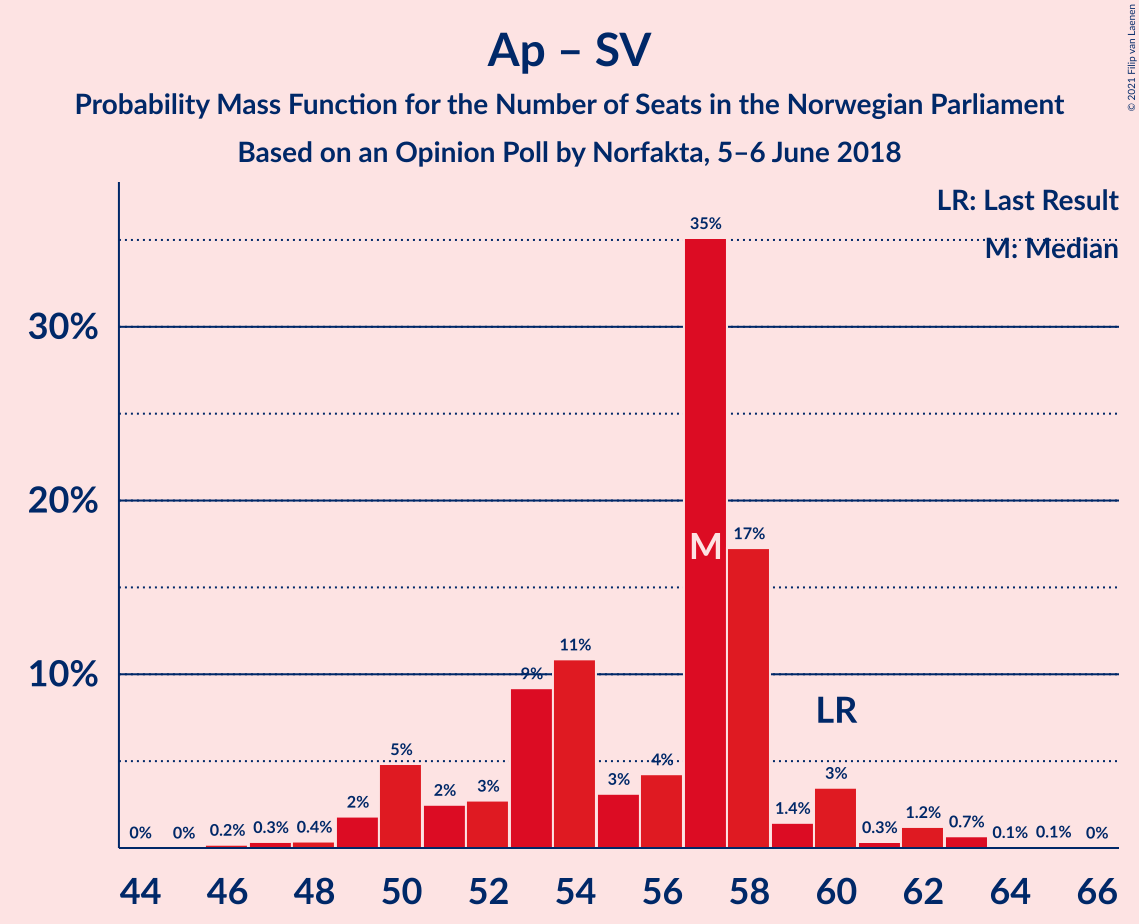 Ap – SV
Probability Mass Function for the Number of Seats in the Norwegian Parliament
Based on an Opinion Poll by Norfakta, 5–6 June 2018
© 2021 Filip van Laenen
LR: Last Result
M: Median
30%
20%
10%
0% 0% 0.2% 0.3% 0.4% 2% 5% 2% 3% 9% 11% 3% 4% 35% 17% 1.4% 3% 0.3% 1.2% 0.7% 0.1% 0.1% 0%
M
LR
44 46 48 50 52 54 56 58 60 62 64 66